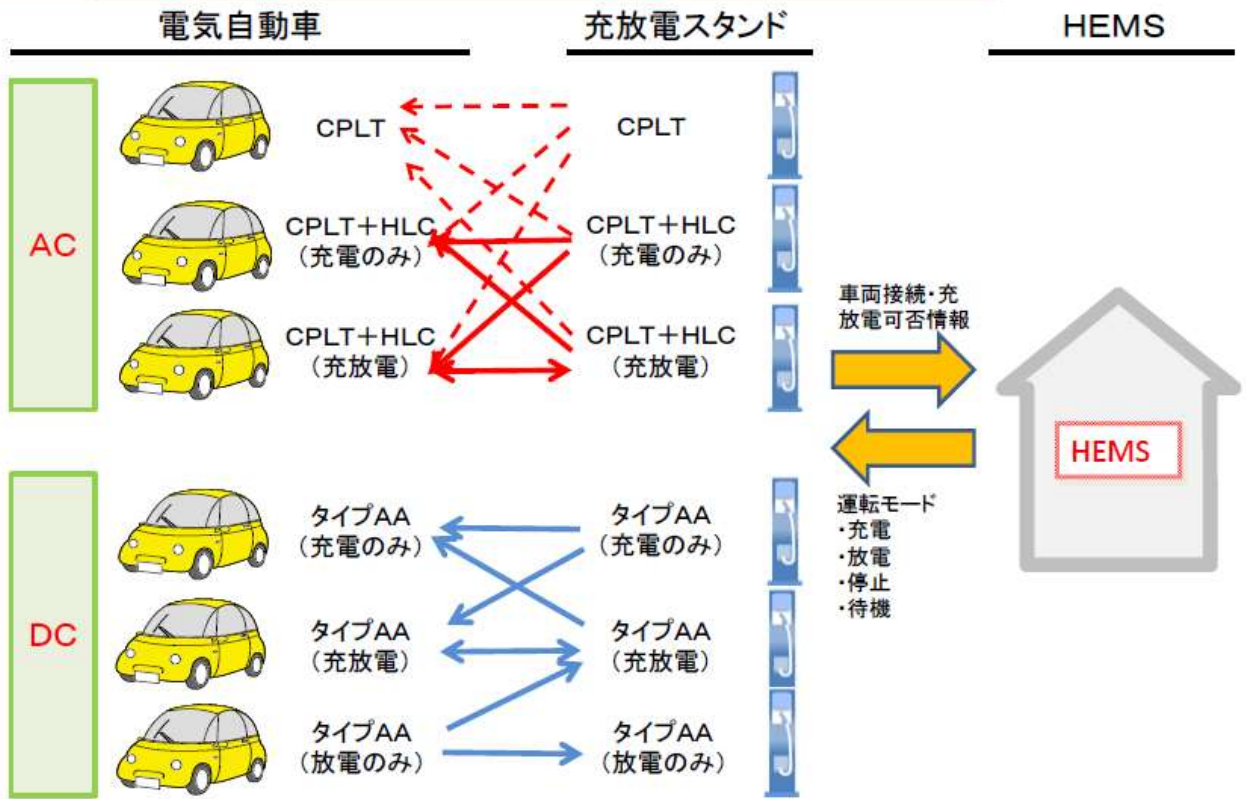 電気自動車
充放電スタンド
HEMS
AC
CPLT
CPLT
CPLT+HLC
(充電のみ)
CPLT+HLC
(充電のみ)
CPLT+HLC
(充放電)
CPLT+HLC
(充放電)
車両接続・充
放電可否情報
HEMS
運転モード
・充電
・放電
・停止
・待機
DC
タイプAA
(充電のみ)
タイプAA
(充電のみ)
タイプAA
(充放電)
タイプAA
(充放電)
タイプAA
(放電のみ)
タイプAA
(放電のみ)